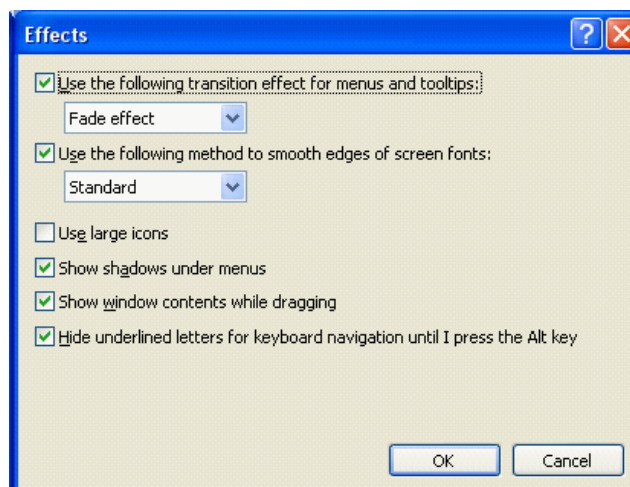 Effects
Use the following transition effect for menus and tooltips:
Fade effect
Use the following method to smooth edges of screen fonts:
Standard
Use large icons
Show shadows under menus
Show window contents while dragging
Hide underlined letters for keyboard navigation until I press the Alt key
OK Cancel